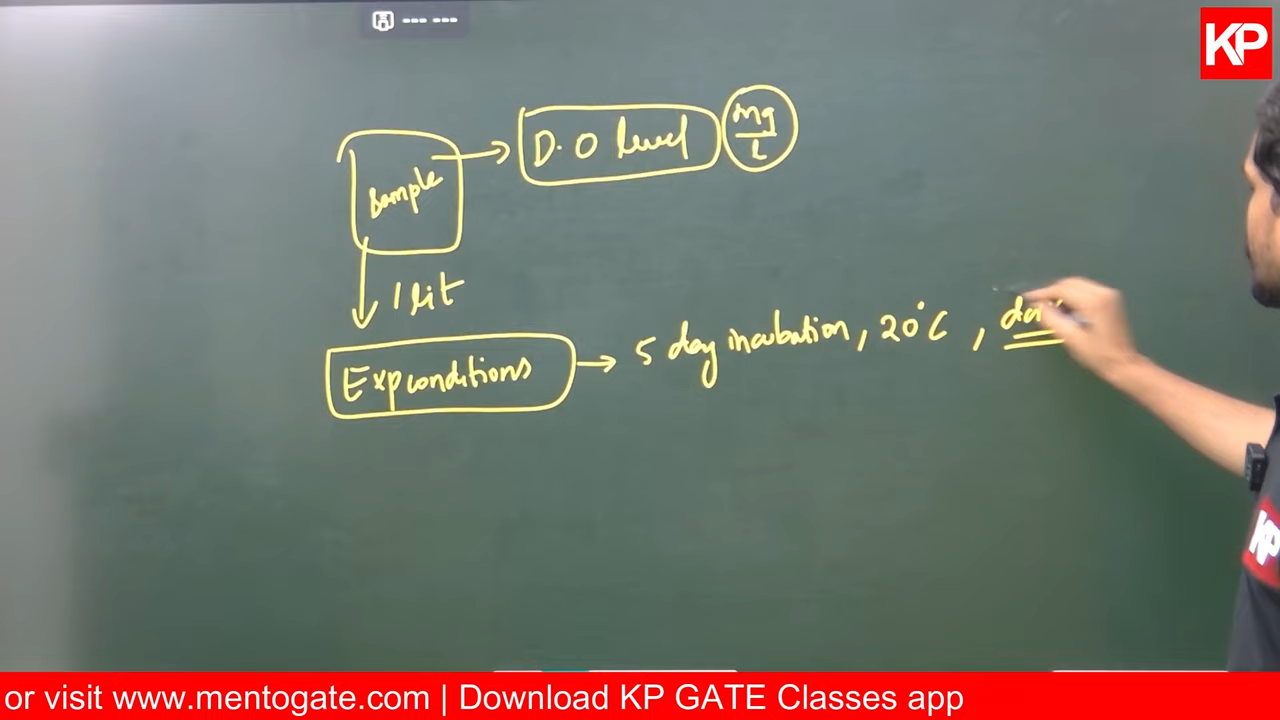 --- ---
KP
D.O level mg/L
Sample
1 lit
Exp conditions → 5 day incubation, 20°C,
KP
or visit www.mentogate.com | Download KP GATE Classes app